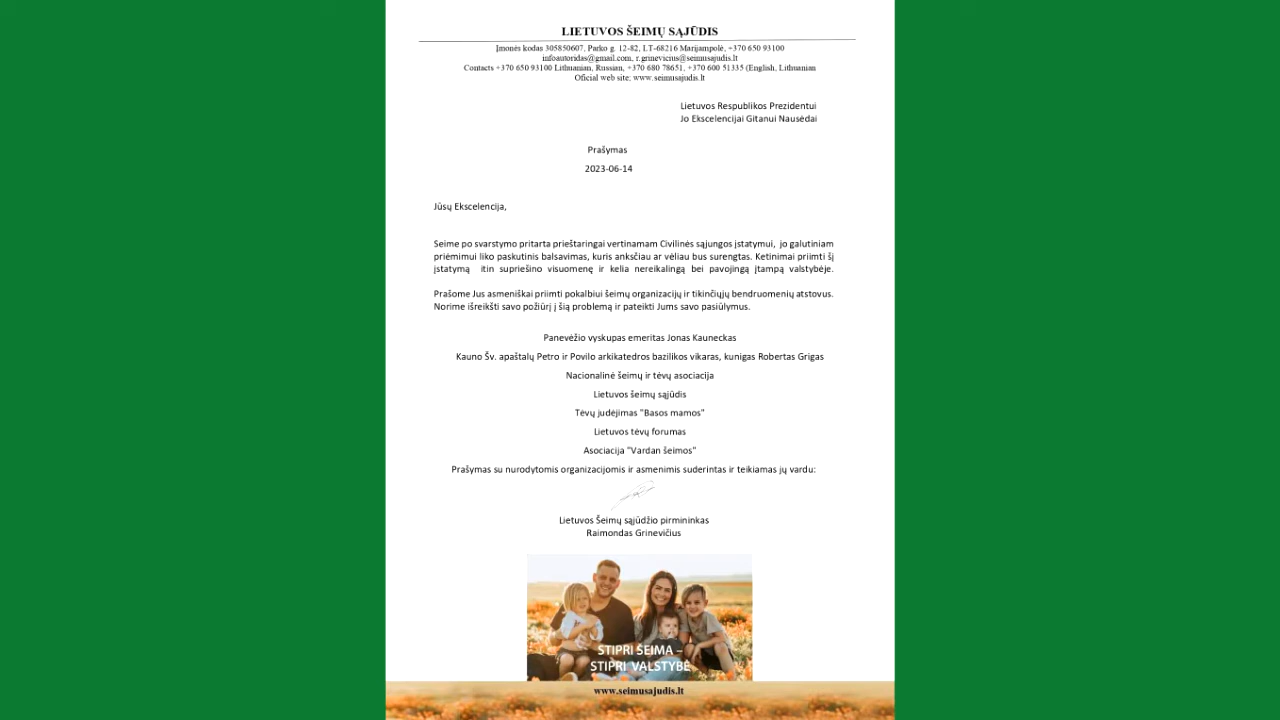 LIETUVOS ŠEIMŲ SĄJŪDIS
Įmonės kodas 305850607, Parko g. 12-82, LT-68216 Marijampolė, +370 650 93100
infoautoridas@gmail.com, r.grinevicius@seimusajudis.lt
Contacts +370 650 93100 Lithuanian, Russian, +370 680 78651, +370 600 51335 (English, Lithuanian
Oficial web site: www.seimusajudis.lt
Lietuvos Respublikos Prezidentui
Jo Ekscelencijai Gitanui Nausėdai
Prašymas
2023-06-14
Jūsų Ekscelencija,
Seime po svarstymo pritarta prieštaringai vertinamam Civilinės sąjungos įstatymui, jo galutiniam
priėmimui liko paskutinis balsavimas, kuris anksčiau ar vėliau bus surengtas. Ketinimai priimti šį
įstatymą itin supriešino visuomenę ir kelia nereikalingą bei pavojingą įtampą valstybėje.
Prašome Jus asmeniškai priimti pokalbiui šeimų organizacijų ir tikinčiųjų bendruomenių atstovus.
Norime išreikšti savo požiūrį į šią problemą ir pateikti Jums savo pasiūlymus.
Panevėžio vyskupas emeritas Jonas Kauneckas
Kauno Šv. apaštalų Petro ir Povilo arkikatedros bazilikos vikaras, kunigas Robertas Grigas
Nacionalinė šeimų ir tėvų asociacija
Lietuvos šeimų sąjūdis
Tėvų judėjimas "Basos mamos"
Lietuvos tėvų forumas
Asociacija "Vardan šeimos"
Prašymas su nurodytomis organizacijomis ir asmenimis suderintas ir teikiamas jų vardu:
Lietuvos Šeimų sąjūdžio pirmininkas
Raimondas Grinevičius
STIPRI ŠEIMA –
STIPRI VALSTYBĖ
www.seimusajudis.lt